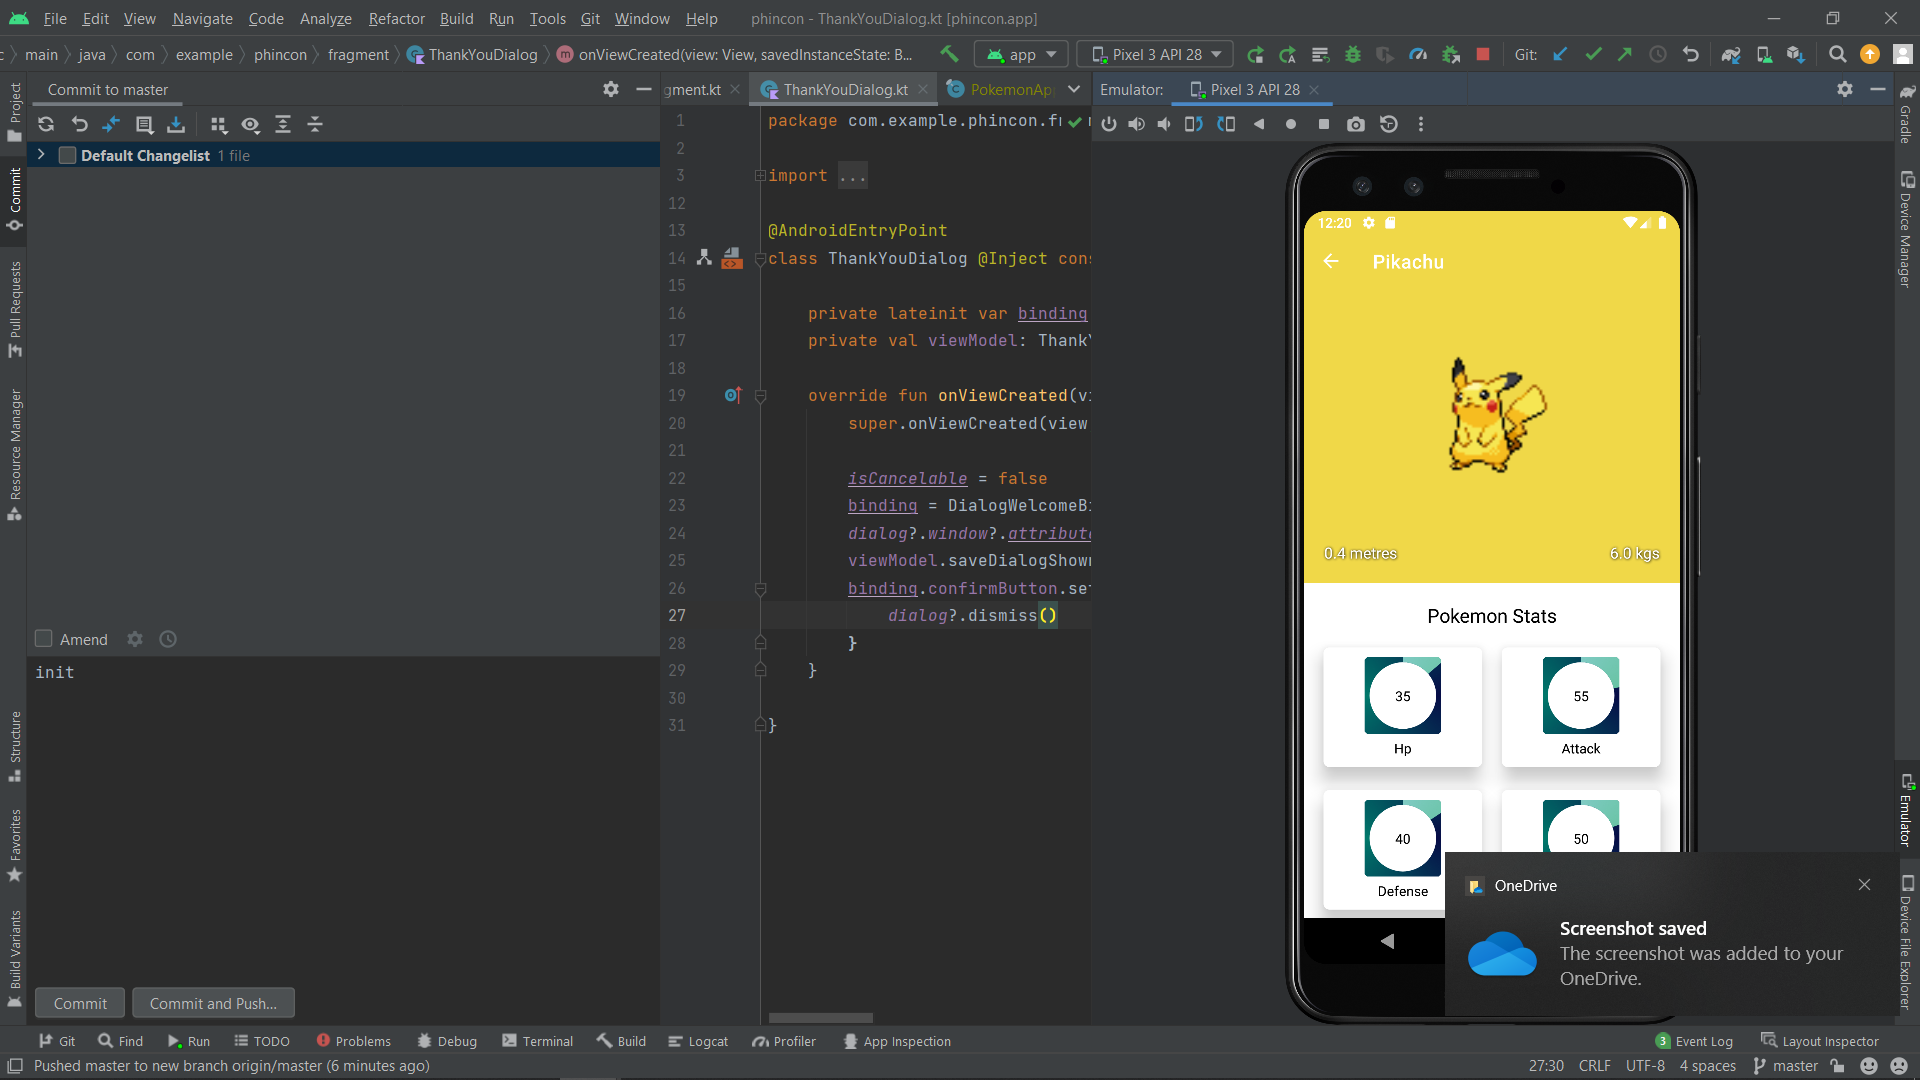 File Edit View Navigate Code Analyze Refactor Build Run Tools Git Window Help phincon - ThankYouDialog.kt [phincon.app]
main java com example phincon fragment ThankYouDialog onViewCreated(view: View, savedInstanceState: B... app Pixel 3 API 28 Git:
Commit to master
gment.kt ThankYouDialog.kt PokemonAp
Emulator: Pixel 3 API 28
Default Changelist 1 file
Amend
init
Commit Commit and Push...
Project
Commit
Pull Requests
Resource Manager
Structure
Favorites
Build Variants
1 package com.example.phincon.fr
2
3 import ...
12
13 @AndroidEntryPoint
14 class ThankYouDialog @Inject cons
15
16 private lateinit var binding
17 private val viewModel: ThankY
18
19 override fun onViewCreated(vi
20 super.onViewCreated(view
21
22 isCancelable = false
23 binding = DialogWelcomeBi
24 dialog?.window?.attribute
25 viewModel.saveDialogShown
26 binding.confirmButton.set
27 dialog?.dismiss()
28 }
29 }
30
31 }
12:20
Pikachu
0.4 metres 6.0 kgs
Pokemon Stats
35 55
Hp Attack
40 50
Defense
OneDrive
Screenshot saved
The screenshot was added to your
OneDrive.
Gradle
Device Manager
Emulator
Device File Explorer
Git Find Run TODO Problems Debug Terminal Build Logcat Profiler App Inspection 3 Event Log Layout Inspector
Pushed master to new branch origin/master (6 minutes ago) 27:30 CRLF UTF-8 4 spaces master